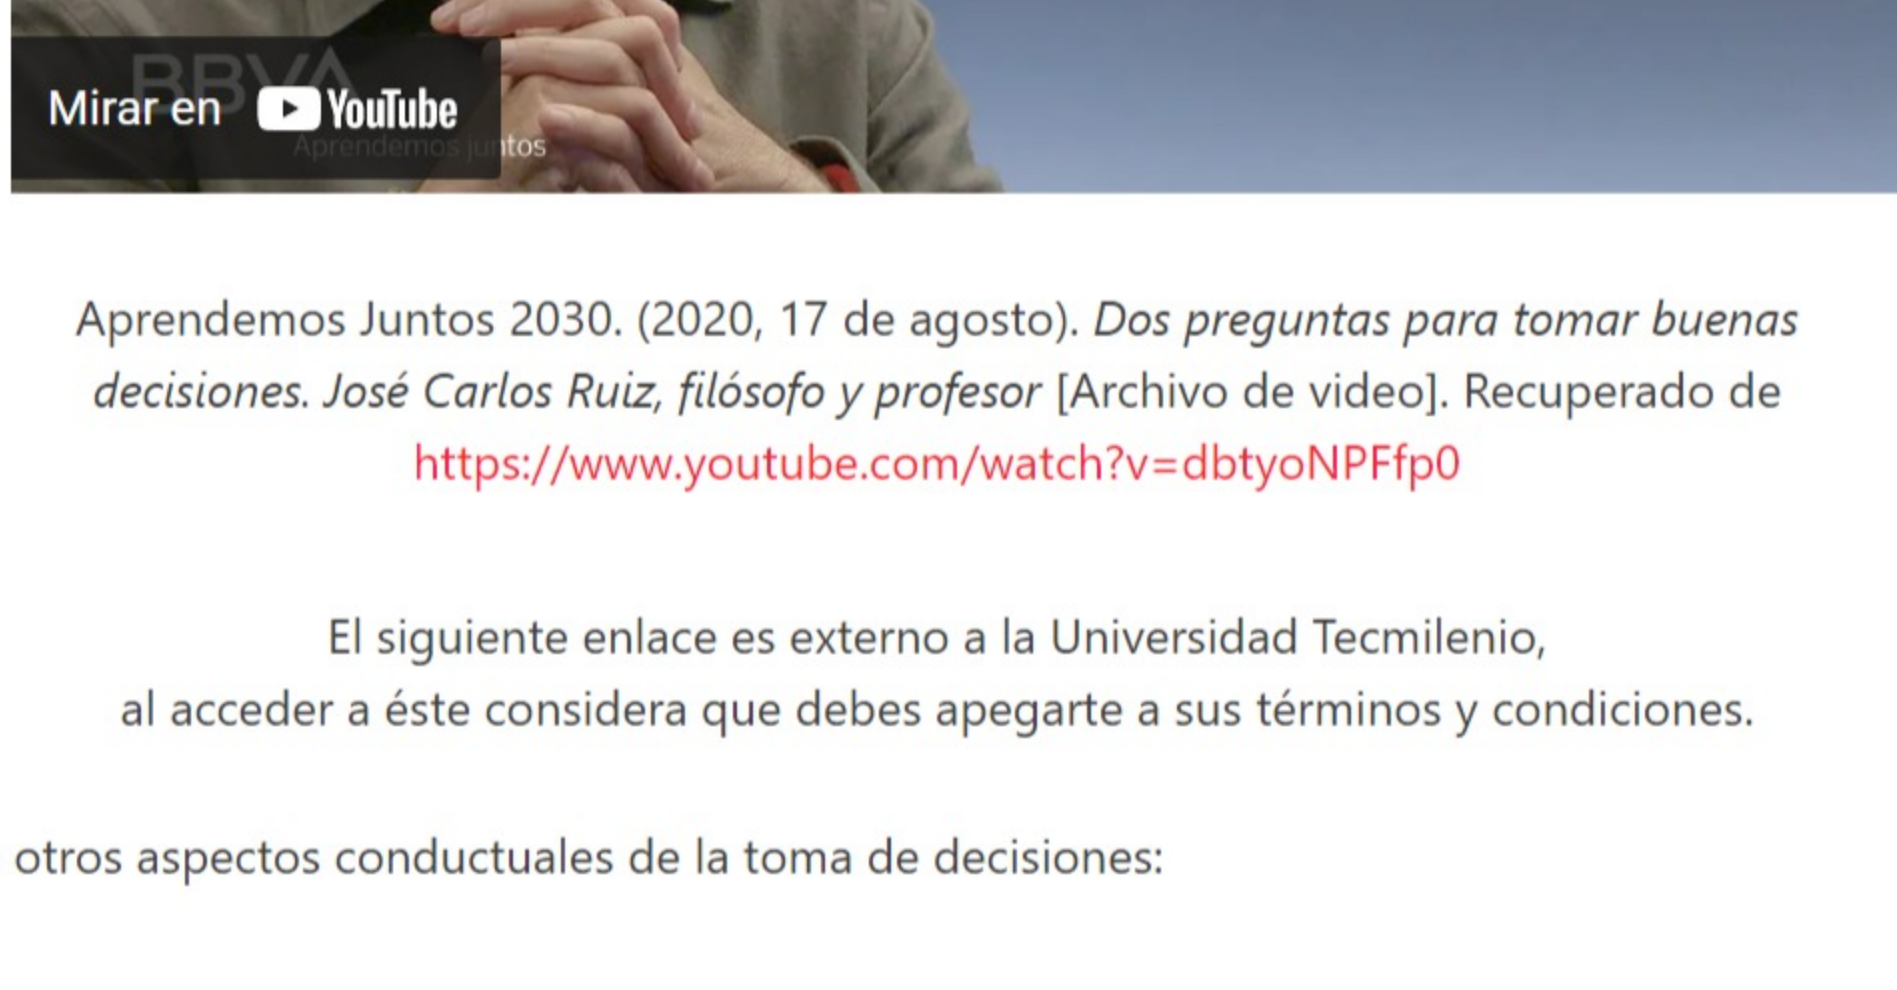 BBVA
Mirar en YouTube
Aprendemos juntos
Aprendemos Juntos 2030. (2020, 17 de agosto). Dos preguntas para tomar buenas
decisiones. José Carlos Ruiz, filósofo y profesor [Archivo de video]. Recuperado de
https://www.youtube.com/watch?v=dbtyoNPFfp0
El siguiente enlace es externo a la Universidad Tecmilenio,
al acceder a éste considera que debes apegarte a sus términos y condiciones.
otros aspectos conductuales de la toma de decisiones: